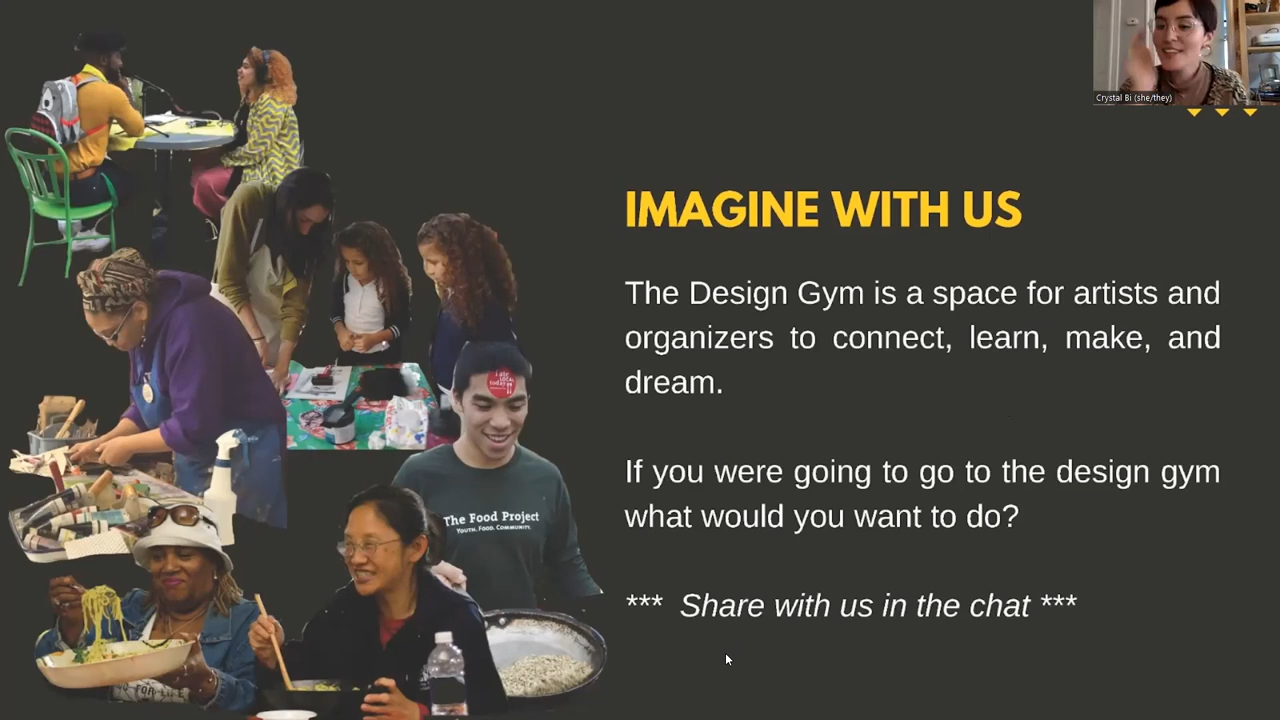 Crystal Bi (she/they)
IMAGINE WITH US
The Design Gym is a space for artists and
organizers to connect, learn, make, and
dream.
If you were going to go to the design gym
what would you want to do?
*** Share with us in the chat ***
The Food Project
YOUTH. FOOD. COMMUNITY.